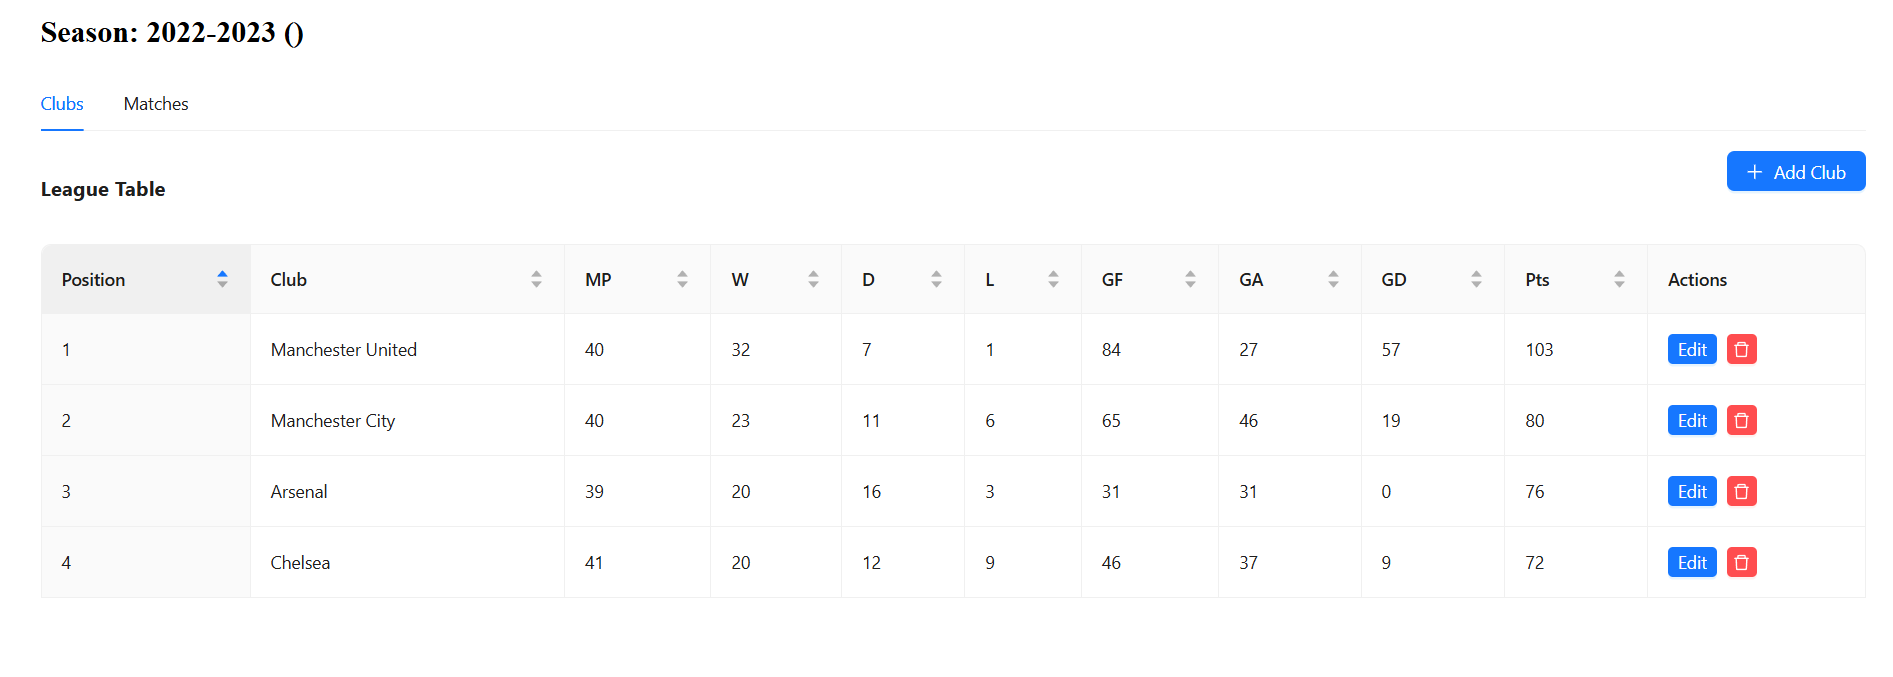 Season: 2022-2023 ()
Clubs Matches
+ Add Club
League Table
Position Club MP W D L GF GA GD Pts Actions
1 Manchester United 40 32 7 1 84 27 57 103 Edit
2 Manchester City 40 23 11 6 65 46 19 80 Edit
3 Arsenal 39 20 16 3 31 31 0 76 Edit
4 Chelsea 41 20 12 9 46 37 9 72 Edit